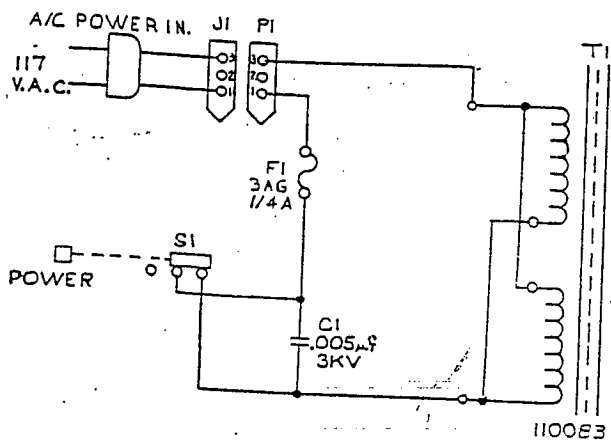 A/C POWER IN.
J1
P1
T1
117
V.A.C.
3
2
1
3
2
1
F1
3AG
1/4A
S1
POWER
C1
.005µf
3KV
110083